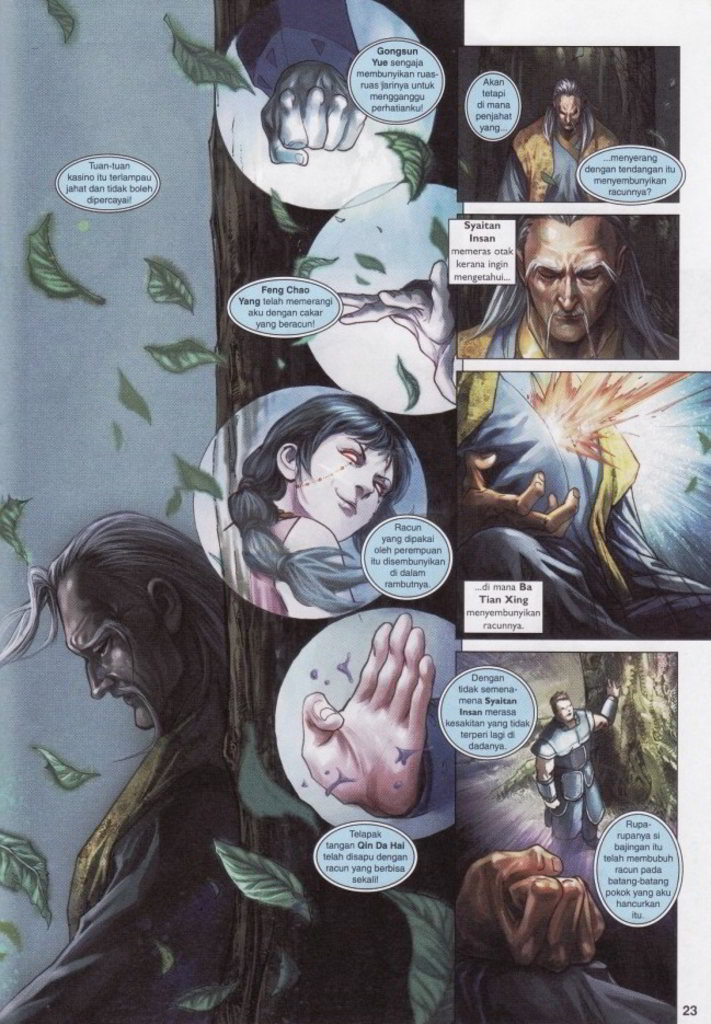 Tuan-tuan
kasino itu terlampau
jahat dan tidak boleh
dipercayai!
Gongsun
Yue sengaja
membunyikan ruas-
ruas jarinya untuk
mengganggu
perhatianku!
Feng Chao
Yang telah memerangi
aku dengan cakar
yang beracun!
Racun
yang dipakai
oleh perempuan
itu disembunyikan
di dalam
rambutnya.
Telapak
tangan Qin Da Hai
telah disapu dengan
racun yang berbisa
sekali!
Akan
tetapi
di mana
penjahat
yang...
...menyerang
dengan tendangan itu
menyembunyikan
racunnya?
Syaitan
Insan
memeras otak
kerana ingin
mengetahui...
...di mana Ba
Tian Xing
menyembunyikan
racunnya.
Dengan
tidak semena-
mena Syaitan
Insan merasa
kesakitan yang tidak
terperi lagi di
dadanya.
Rupa-
rupanya si
bajingan itu
telah membubuh
racun pada
batang-batang
pokok yang aku
hancurkan
itu.
23